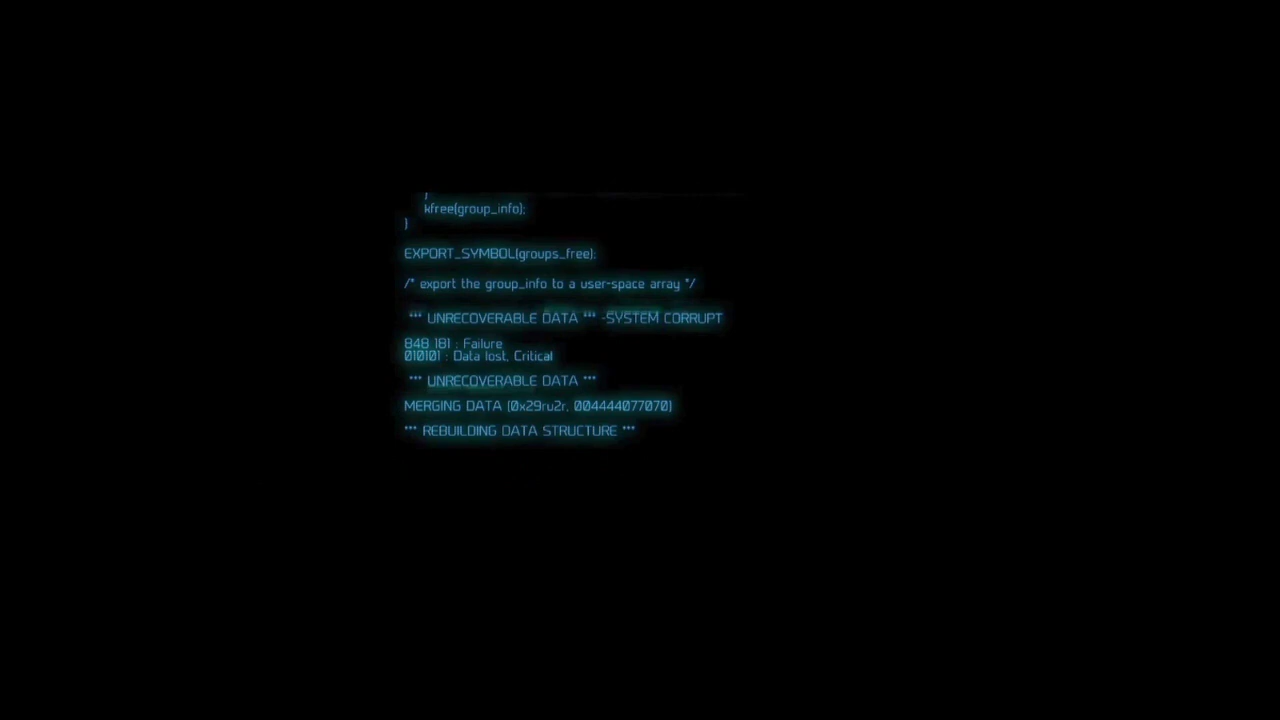 }
kfree(group_info);
}
EXPORT_SYMBOL(groups_free);
/* export the group_info to a user-space array */
*** UNRECOVERABLE DATA *** -SYSTEM CORRUPT
848 181 : Failure
010101 : Data lost, Critical
*** UNRECOVERABLE DATA ***
MERGING DATA (0x29ru2r, 004444077070)
*** REBUILDING DATA STRUCTURE ***